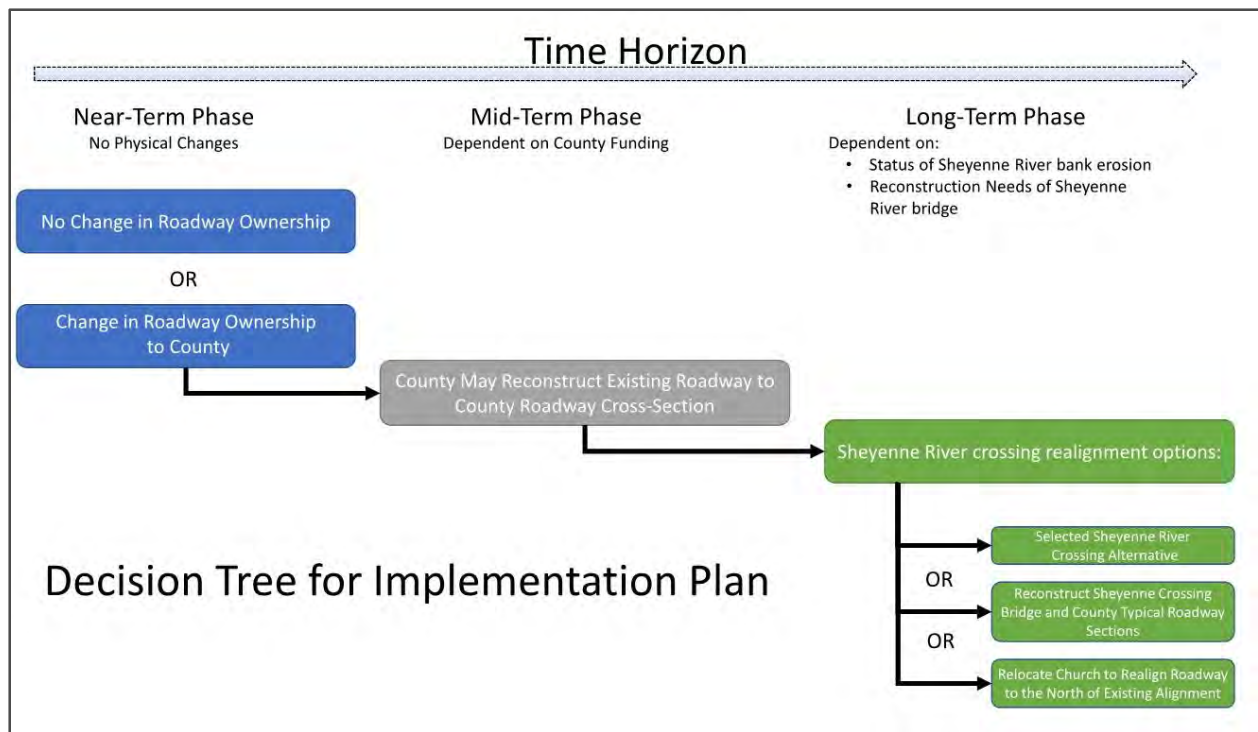 Time Horizon
Near-Term Phase
No Physical Changes
Mid-Term Phase
Dependent on County Funding
Long-Term Phase
Dependent on:
• Status of Sheyenne River bank erosion
• Reconstruction Needs of Sheyenne
River bridge
No Change in Roadway Ownership
OR
Change in Roadway Ownership
to County
County May Reconstruct Existing Roadway to
County Roadway Cross-Section
Sheyenne River crossing realignment options:
Selected Sheyenne River
Crossing Alternative
OR
Reconstruct Sheyenne Crossing
Bridge and County Typical Roadway
Sections
OR
Relocate Church to Realign Roadway
to the North of Existing Alignment
Decision Tree for Implementation Plan